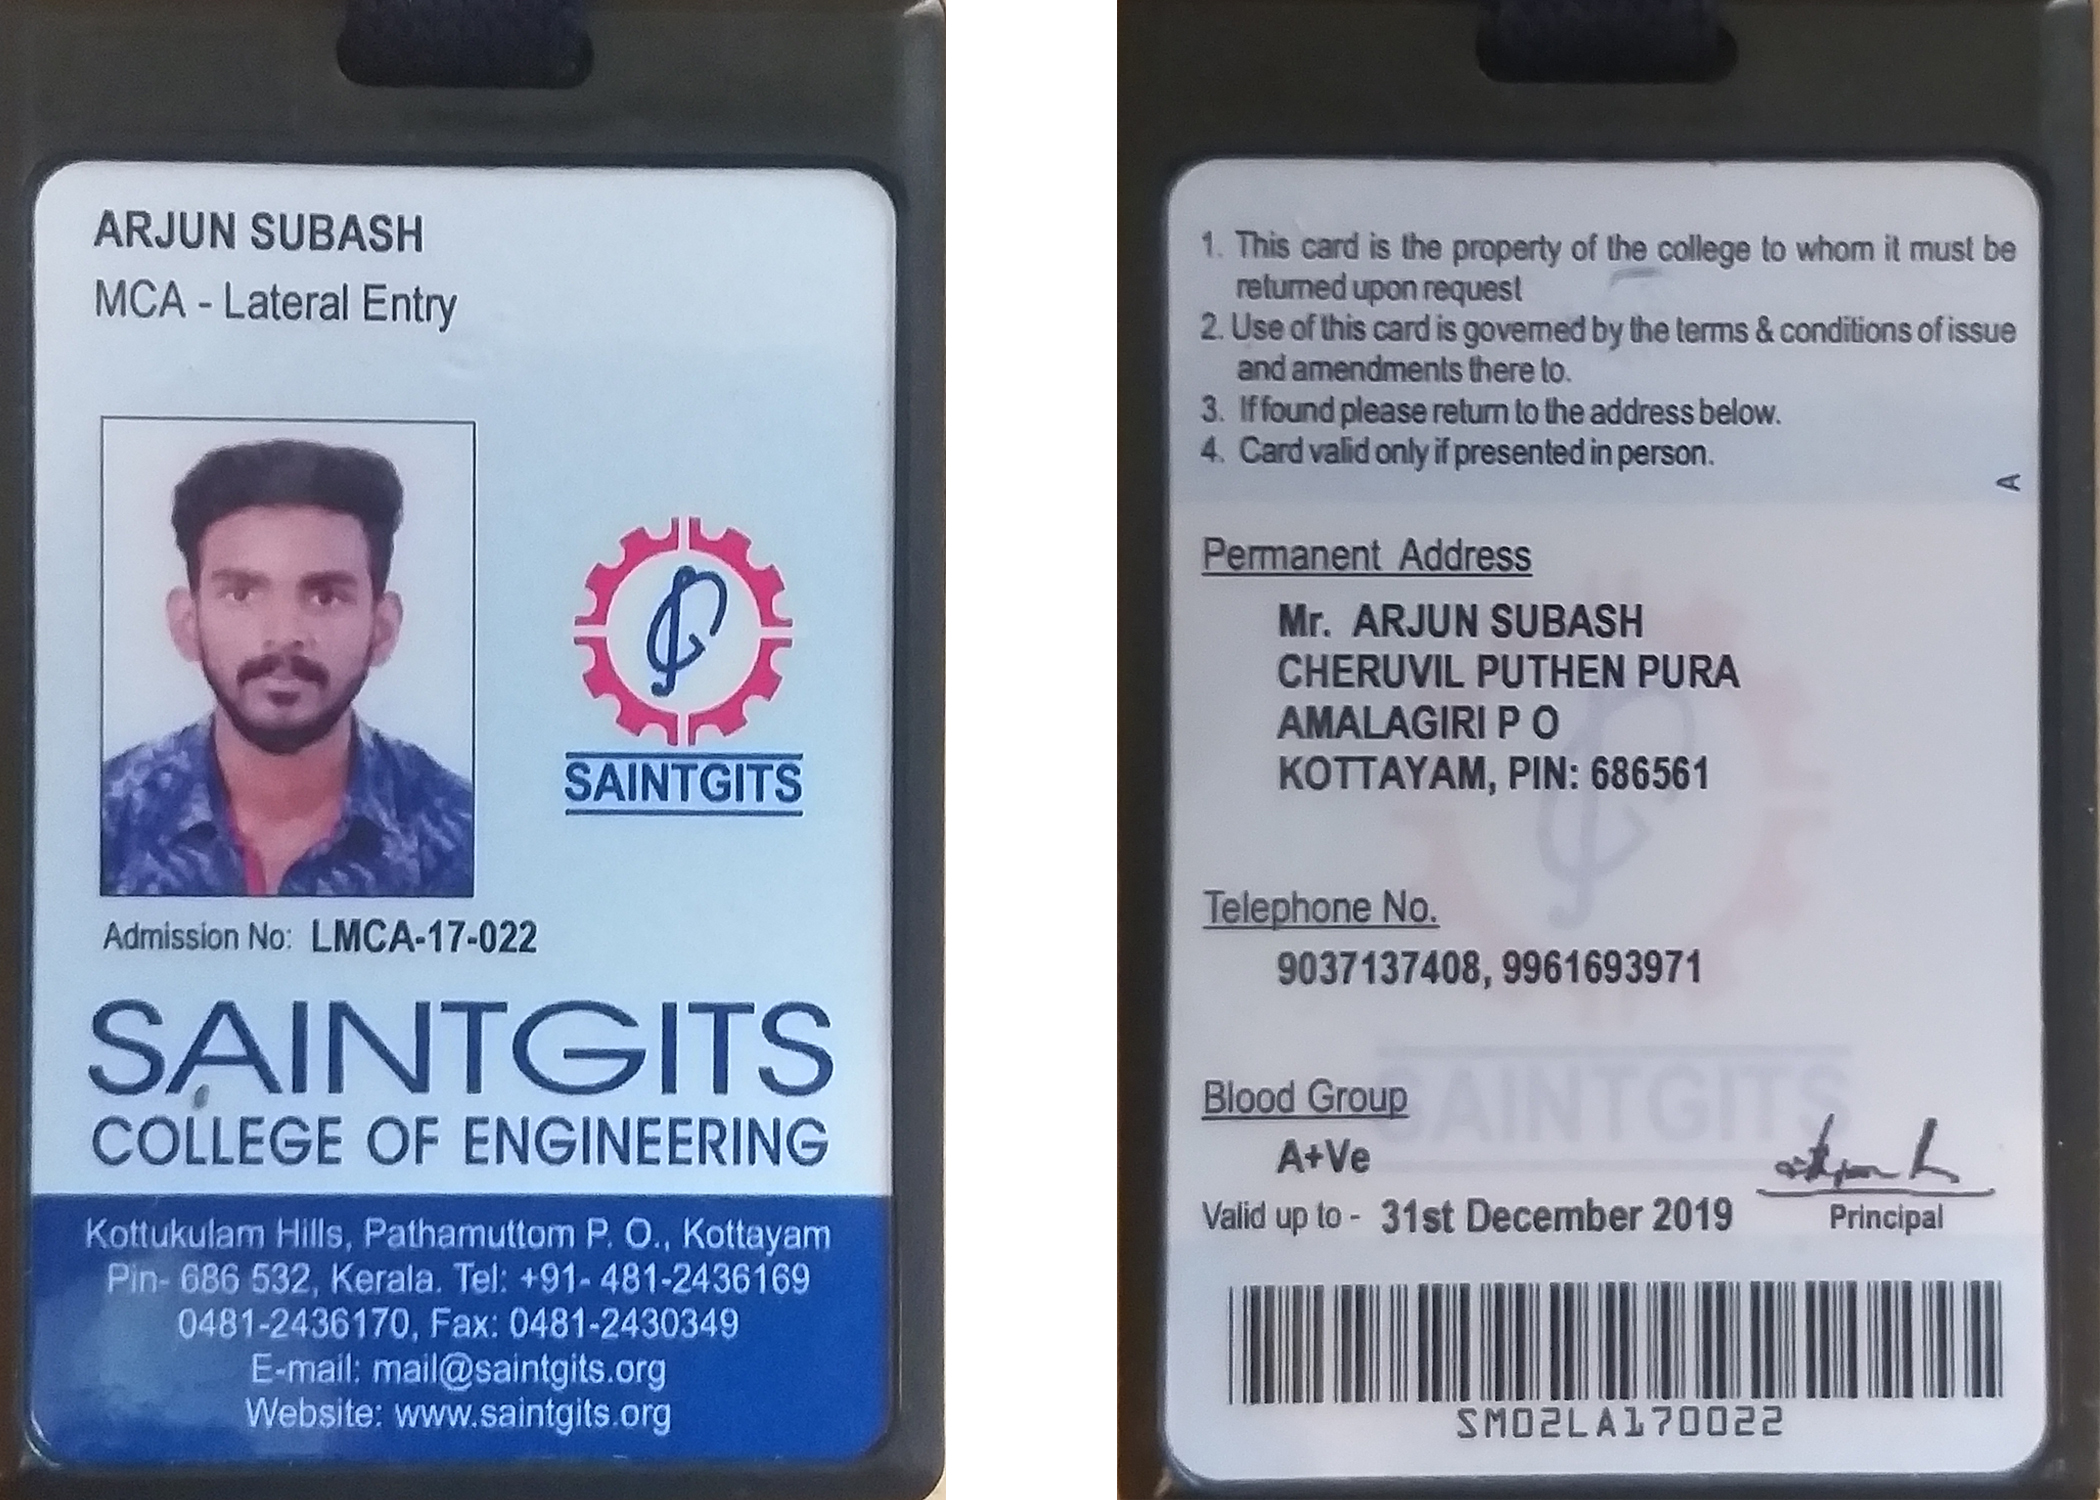 ARJUN SUBASH
MCA - Lateral Entry
SAINTGITS
Admission No: LMCA-17-022
SAINTGITS
COLLEGE OF ENGINEERING
Kottukulam Hills, Pathamuttom P. O., Kottayam
Pin- 686 532, Kerala. Tel: +91- 481-2436169
0481-2436170, Fax: 0481-2430349
E-mail: mail@saintgits.org
Website: www.saintgits.org
1. This card is the property of the college to whom it must be
returned upon request
2. Use of this card is governed by the terms & conditions of issue
and amendments there to.
3. If found please return to the address below.
4. Card valid only if presented in person.
A
Permanent Address
Mr. ARJUN SUBASH
CHERUVIL PUTHEN PURA
AMALAGIRI P O
KOTTAYAM, PIN: 686561
Telephone No.
9037137408, 9961693971
SAINTGITS
Blood Group
A+Ve
Valid up to - 31st December 2019
Principal
SM02LA170022